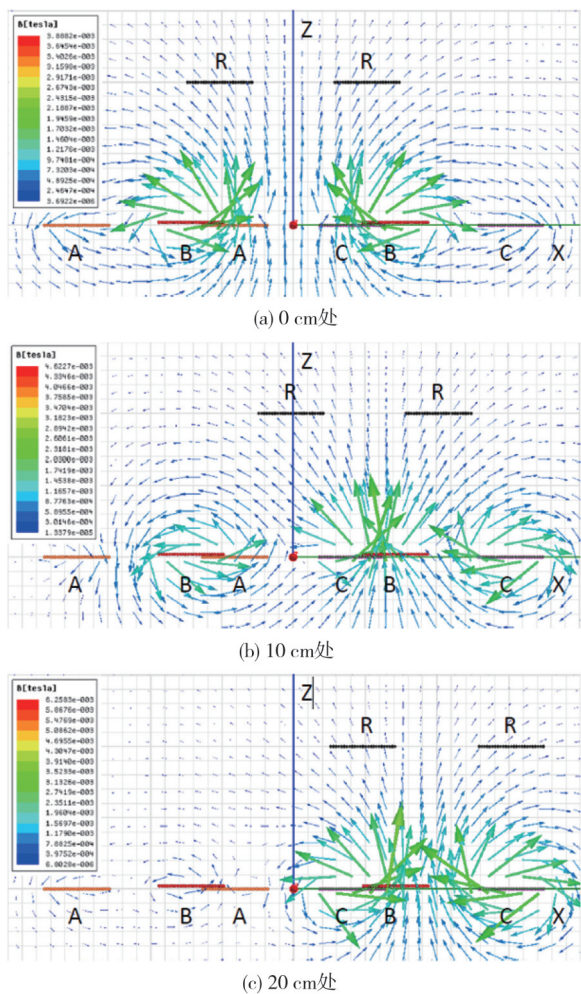 B[tesla]
Z
3.8882e-003
3.6454e-003
3.4026e-003
3.1598e-003
2.9171e-003
2.6743e-003
2.4315e-003
2.1887e-003
1.9459e-003
1.7032e-003
1.4604e-003
1.2176e-003
9.7481e-004
7.3203e-004
4.8925e-004
2.4647e-004
3.6922e-006
R R
A B A C B C X
(a) 0 cm处
B[tesla]
Z
4.6227e-003
4.3346e-003
4.0466e-003
3.7585e-003
3.4704e-003
3.1823e-003
2.8942e-003
2.6061e-003
2.3181e-003
2.0300e-003
1.7419e-003
1.4538e-003
1.1657e-003
8.7763e-004
5.8955e-004
3.0146e-004
1.3379e-005
R R
A B A C B C X
(b) 10 cm处
B[tesla]
Z
6.2585e-003
5.8676e-003
5.4769e-003
5.0862e-003
4.6955e-003
4.3047e-003
3.9140e-003
3.5233e-003
3.1326e-003
2.7419e-003
2.3511e-003
1.9604e-003
1.5697e-003
1.1790e-003
7.8825e-004
3.9752e-004
6.8028e-006
R R
A B A C B C X
(c) 20 cm处